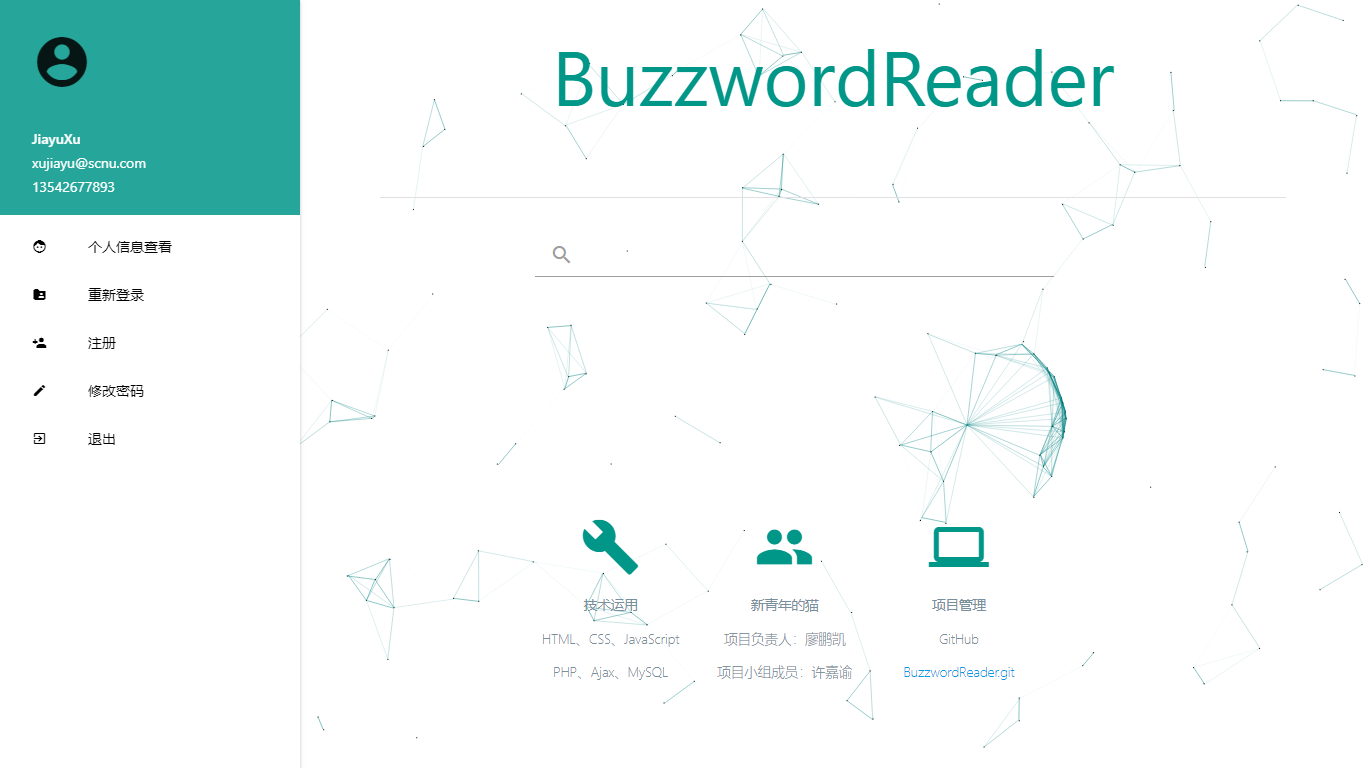 JiayuXu
xujiayu@scnu.com
13542677893
个人信息查看
重新登录
注册
修改密码
退出
BuzzwordReader
技术运用
HTML、CSS、JavaScript
PHP、Ajax、MySQL
新青年的猫
项目负责人：廖鹏凯
项目小组成员：许嘉谕
项目管理
GitHub
BuzzwordReader.git